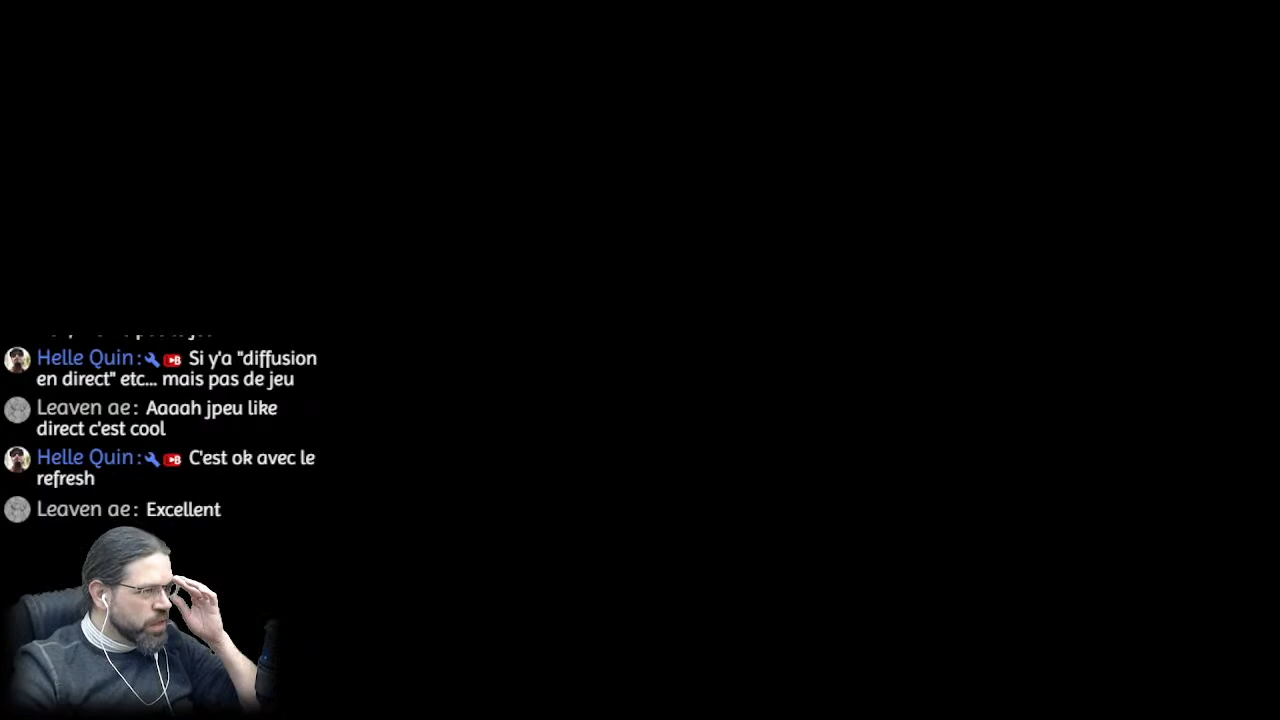 Helle Quin : Si y'a "diffusion
en direct" etc... mais pas de jeu
Leaven ae : Aaaah jpeu like
direct c'est cool
Helle Quin : C'est ok avec le
refresh
Leaven ae : Excellent